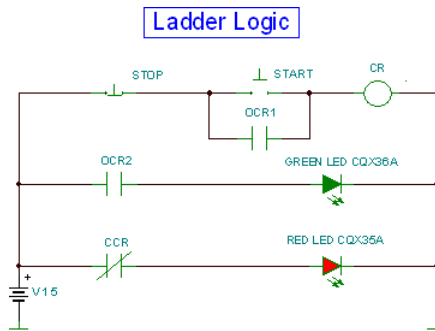 Ladder Logic
STOP
START
CR
OCR1
OCR2
GREEN LED CQX36A
CCR
RED LED CQX35A
+
V15